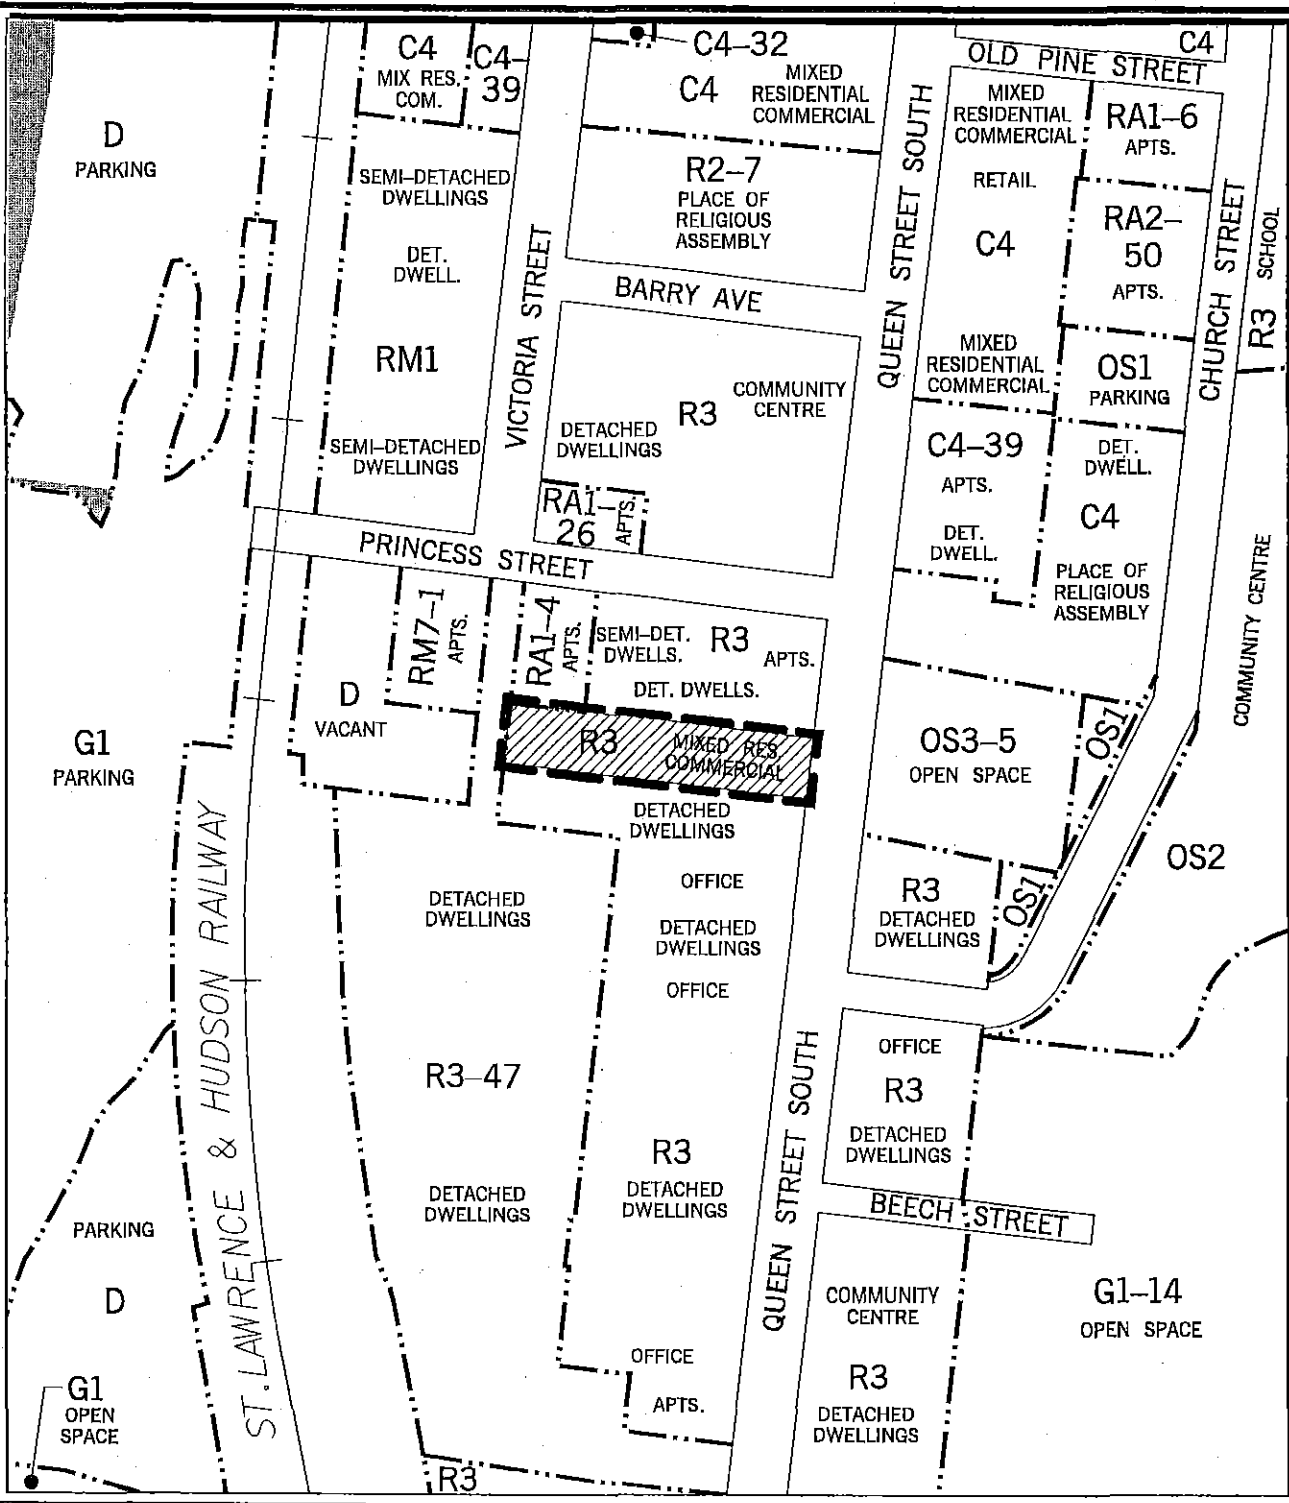 C4
MIX RES.
COM.
C4–
39
C4–32
C4
MIXED
RESIDENTIAL
COMMERCIAL
C4
OLD PINE STREET
D
PARKING
MIXED
RESIDENTIAL
COMMERCIAL
RETAIL
C4
MIXED
RESIDENTIAL
COMMERCIAL
RA1–6
APTS.
SEMI–DETACHED
DWELLINGS
DET.
DWELL.
RM1
SEMI–DETACHED
DWELLINGS
VICTORIA STREET
R2–7
PLACE OF
RELIGIOUS
ASSEMBLY
BARRY AVE
QUEEN STREET SOUTH
RA2–
50
APTS.
CHURCH STREET
SCHOOL
R3
OS1
PARKING
COMMUNITY
CENTRE
R3
DETACHED
DWELLINGS
RA1–
26
APTS.
C4–39
APTS.
DET.
DWELL.
DET.
DWELL.
C4
PLACE OF
RELIGIOUS
ASSEMBLY
COMMUNITY CENTRE
PRINCESS STREET
RM7–1
APTS.
RA1–4
APTS.
SEMI–DET.
DWELLS.
R3
APTS.
DET. DWELLS.
D
VACANT
G1
PARKING
R3
MIXED RES.
COMMERCIAL
OS3–5
OPEN SPACE
OS1
OS2
DETACHED
DWELLINGS
OFFICE
DETACHED
DWELLINGS
OFFICE
R3
DETACHED
DWELLINGS
OS1
DETACHED
DWELLINGS
R3–47
DETACHED
DWELLINGS
ST. LAWRENCE & HUDSON RAILWAY
R3
DETACHED
DWELLINGS
QUEEN STREET SOUTH
OFFICE
R3
DETACHED
DWELLINGS
BEECH STREET
PARKING
D
G1
OPEN
SPACE
COMMUNITY
CENTRE
R3
DETACHED
DWELLINGS
G1–14
OPEN SPACE
OFFICE
APTS.
R3